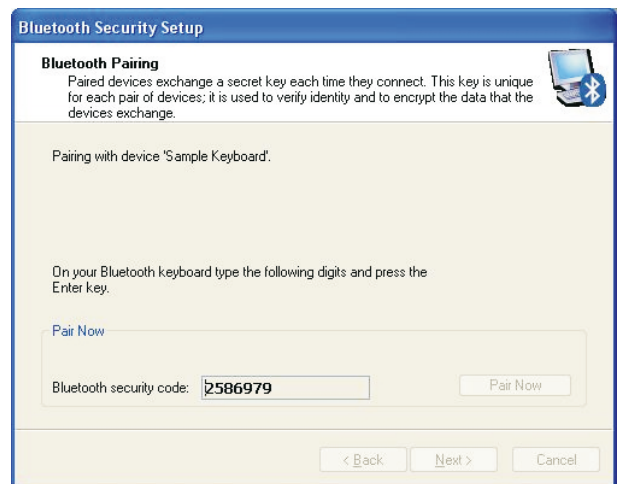 Bluetooth Security Setup
Bluetooth Pairing
Paired devices exchange a secret key each time they connect. This key is unique
for each pair of devices; it is used to verify identity and to encrypt the data that the
devices exchange.
Pairing with device 'Sample Keyboard'.
On your Bluetooth keyboard type the following digits and press the
Enter key.
Pair Now
Bluetooth security code: 2586979 Pair Now
< Back Next > Cancel